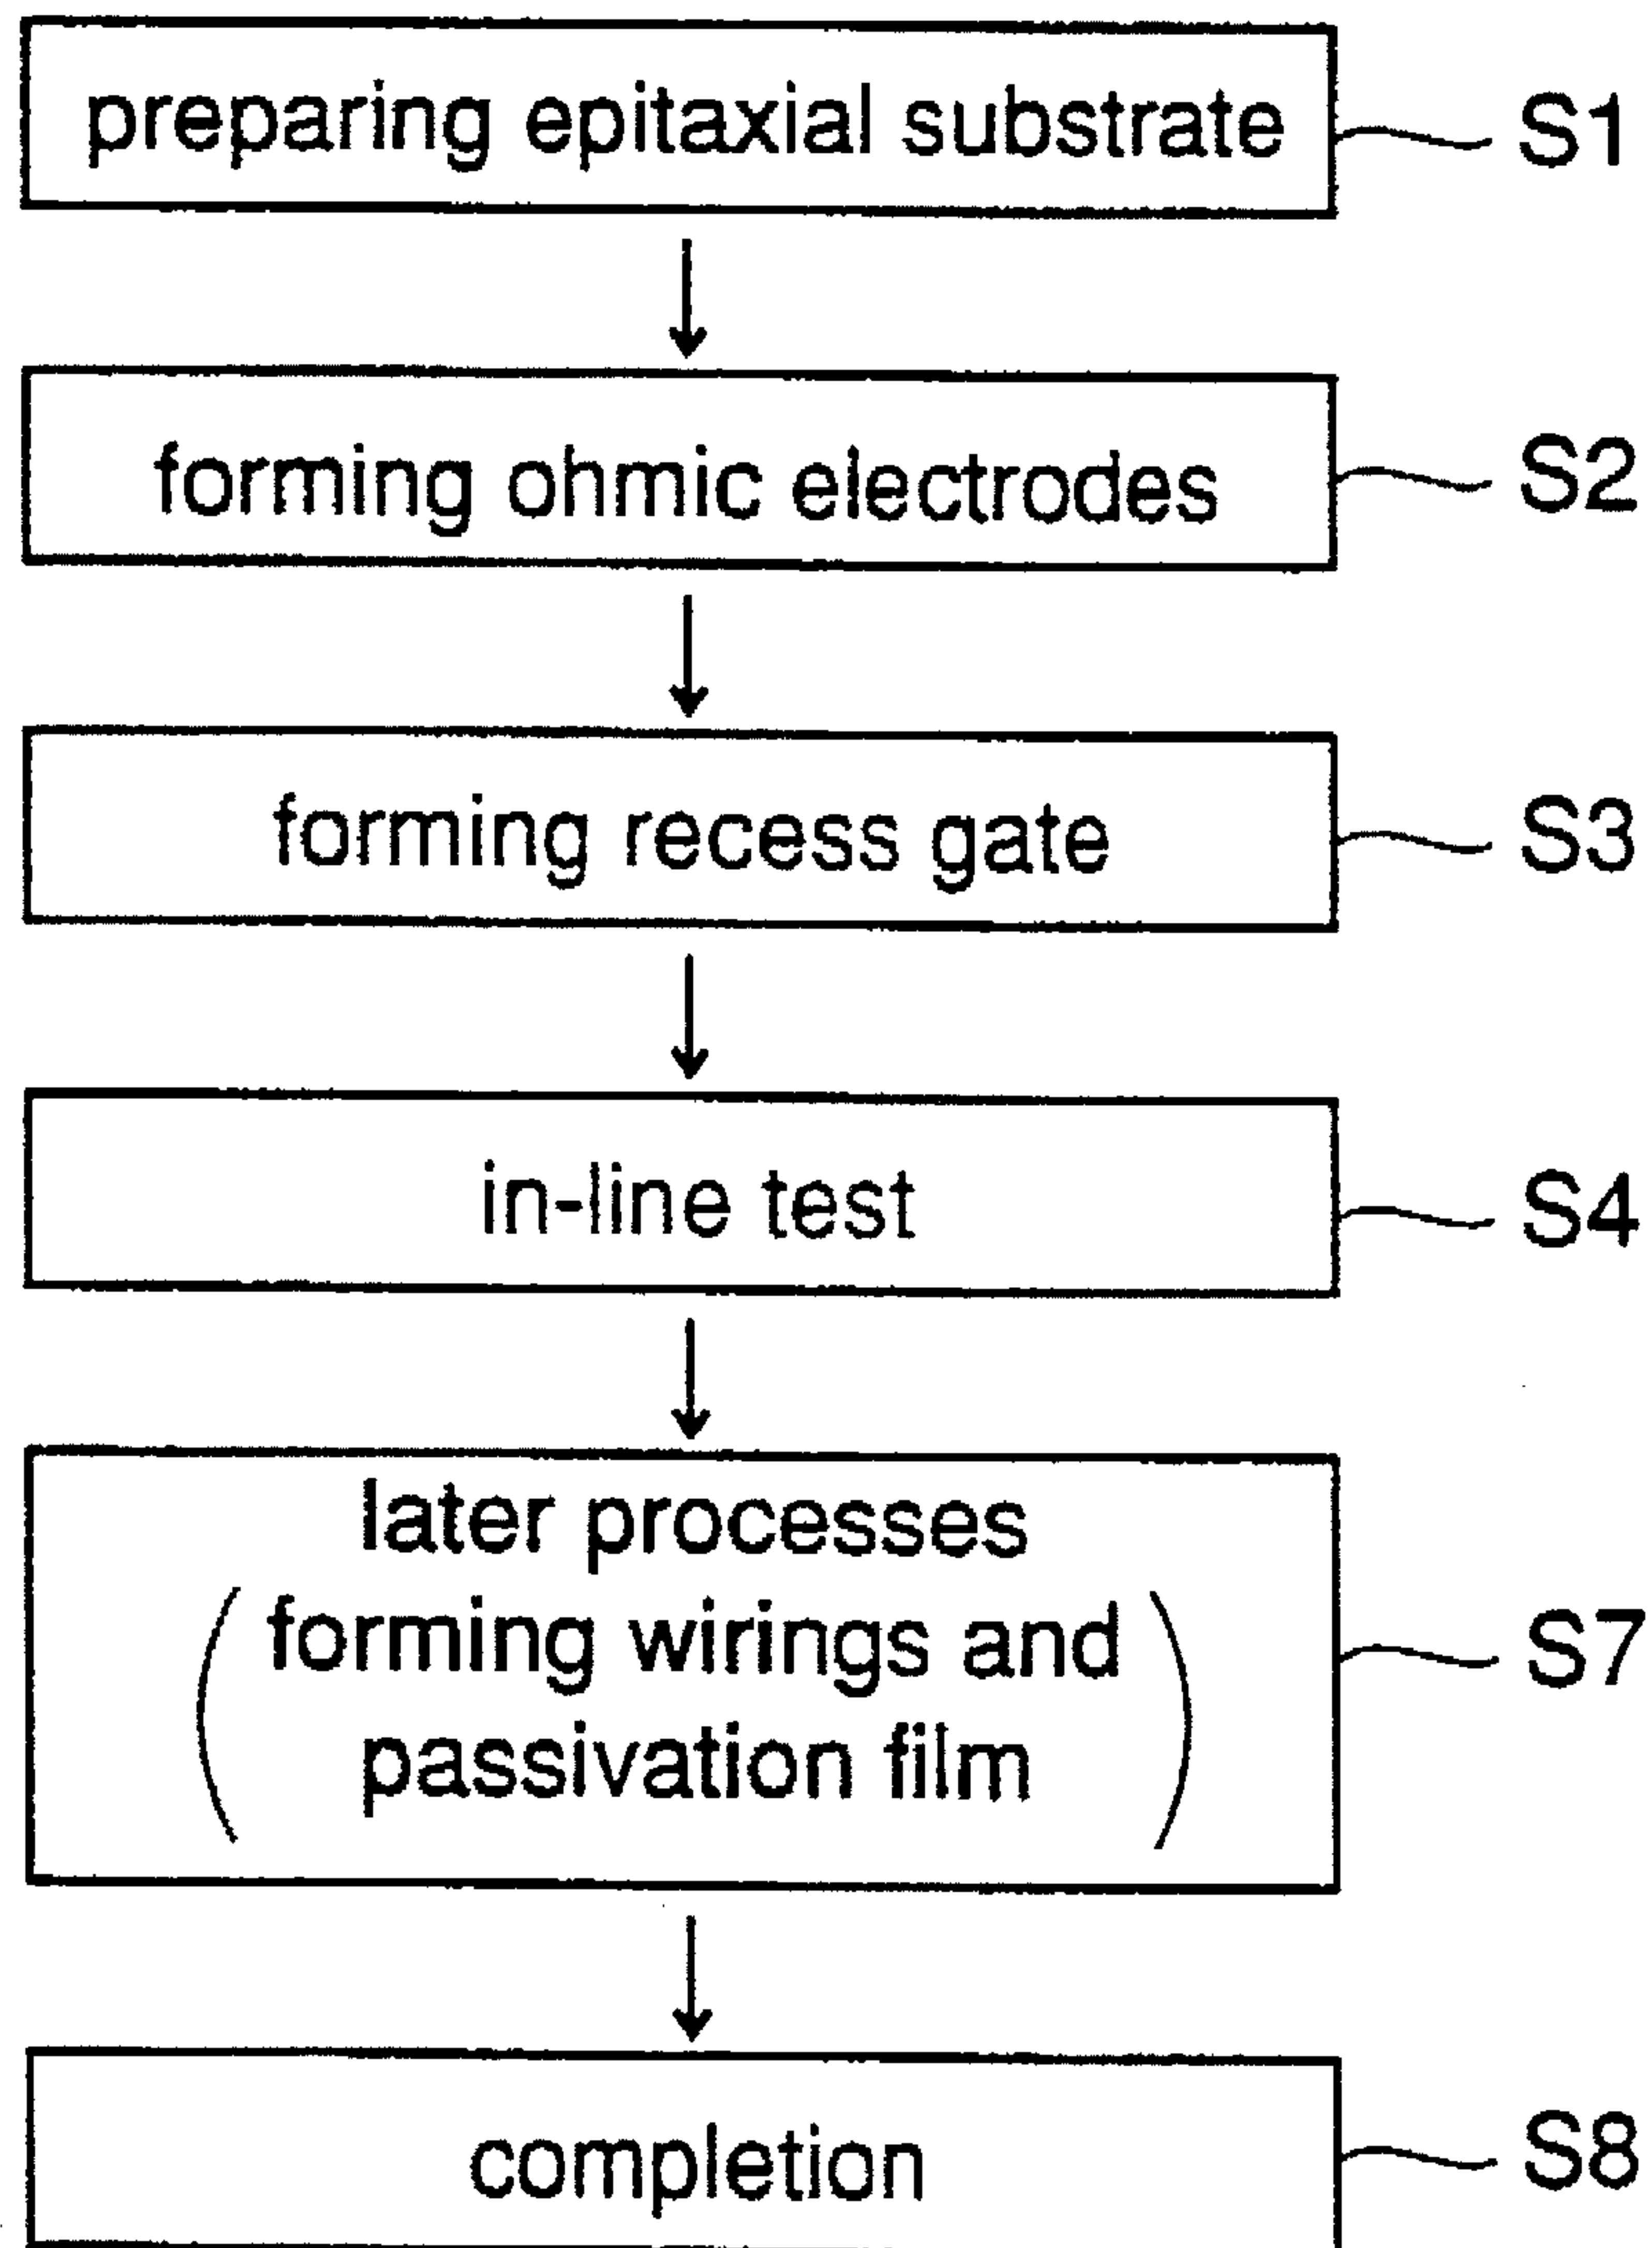 preparing epitaxial substrate S1
forming ohmic electrodes S2
forming recess gate S3
in-line test S4
later processes
(forming wirings and S7
passivation film)
completion S8